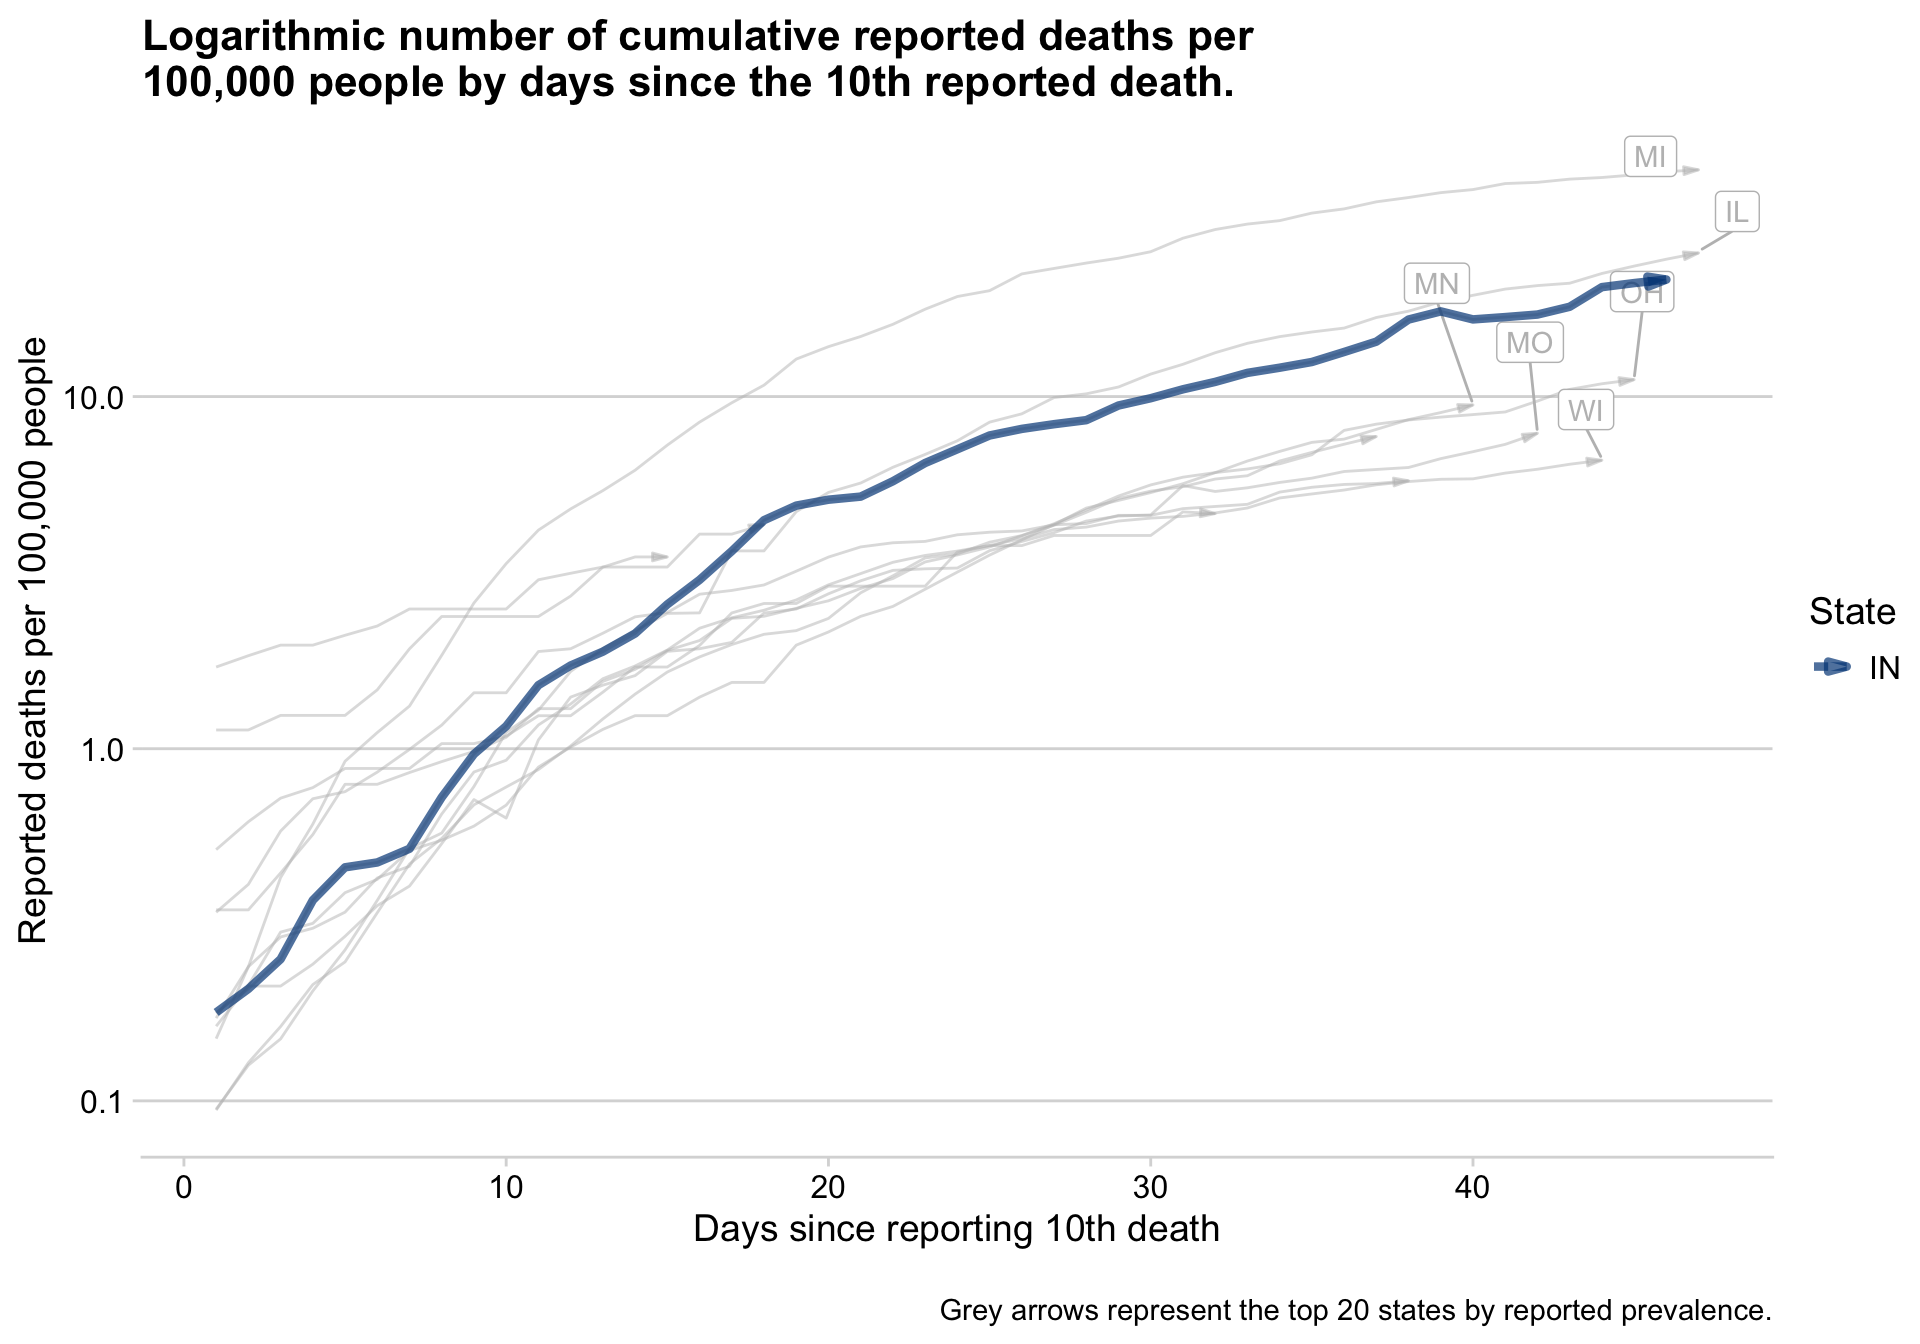 Logarithmic number of cumulative reported deaths per
100,000 people by days since the 10th reported death.
MI
IL
MN
OH
MO
WI
Reported deaths per 100,000 people
10.0
1.0
0.1
0 10 20 30 40
Days since reporting 10th death
State
IN
Grey arrows represent the top 20 states by reported prevalence.